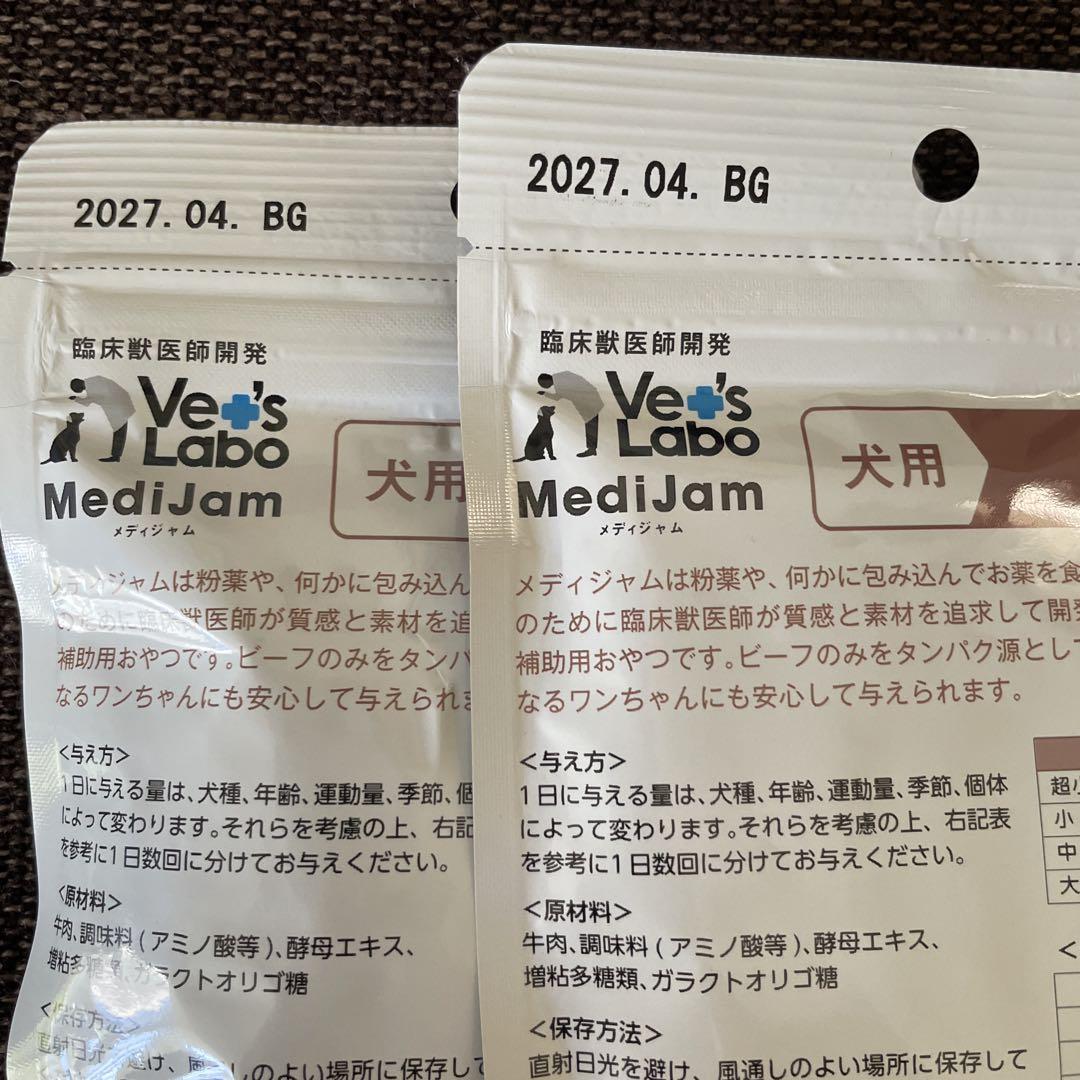 2027.04. BG
臨床獣医師開発
Vet's
Labo
MediJam
メディジャム
犬用
メディジャムは粉薬や、何かに包み込ん
のために臨床獣医師が質感と素材を追
補助用おやつです。ビーフのみをタンパ
なるワンちゃんにも安心して与えられま
<与え方>
1日に与える量は、犬種、年齢、運動量、季節、個
によって変わります。それらを考慮の上、右記
を参考に1日数回に分けてお与えください。
<原材料>
牛肉、調味料(アミノ酸等)、酵母エキス、
増粘多糖類、ガラクトオリゴ糖
<保存方法>
直射日光を避け、風通しのよい場所に保存して
2027.04. BG
臨床獣医師開発
Vet's
Labo
MediJam
メディジャム
犬用
メディジャムは粉薬や、何かに包み込んでお薬を食
のために臨床獣医師が質感と素材を追求して開発
補助用おやつです。ビーフのみをタンパク源として
なるワンちゃんにも安心して与えられます。
<与え方>
1日に与える量は、犬種、年齢、運動量、季節、個体
によって変わります。それらを考慮の上、右記表
を参考に1日数回に分けてお与えください。
超小
小
中
大
<原材料>
牛肉、調味料(アミノ酸等)、酵母エキス、
増粘多糖類、ガラクトオリゴ糖
<
<保存方法>
直射日光を避け、風通しのよい場所に保存して